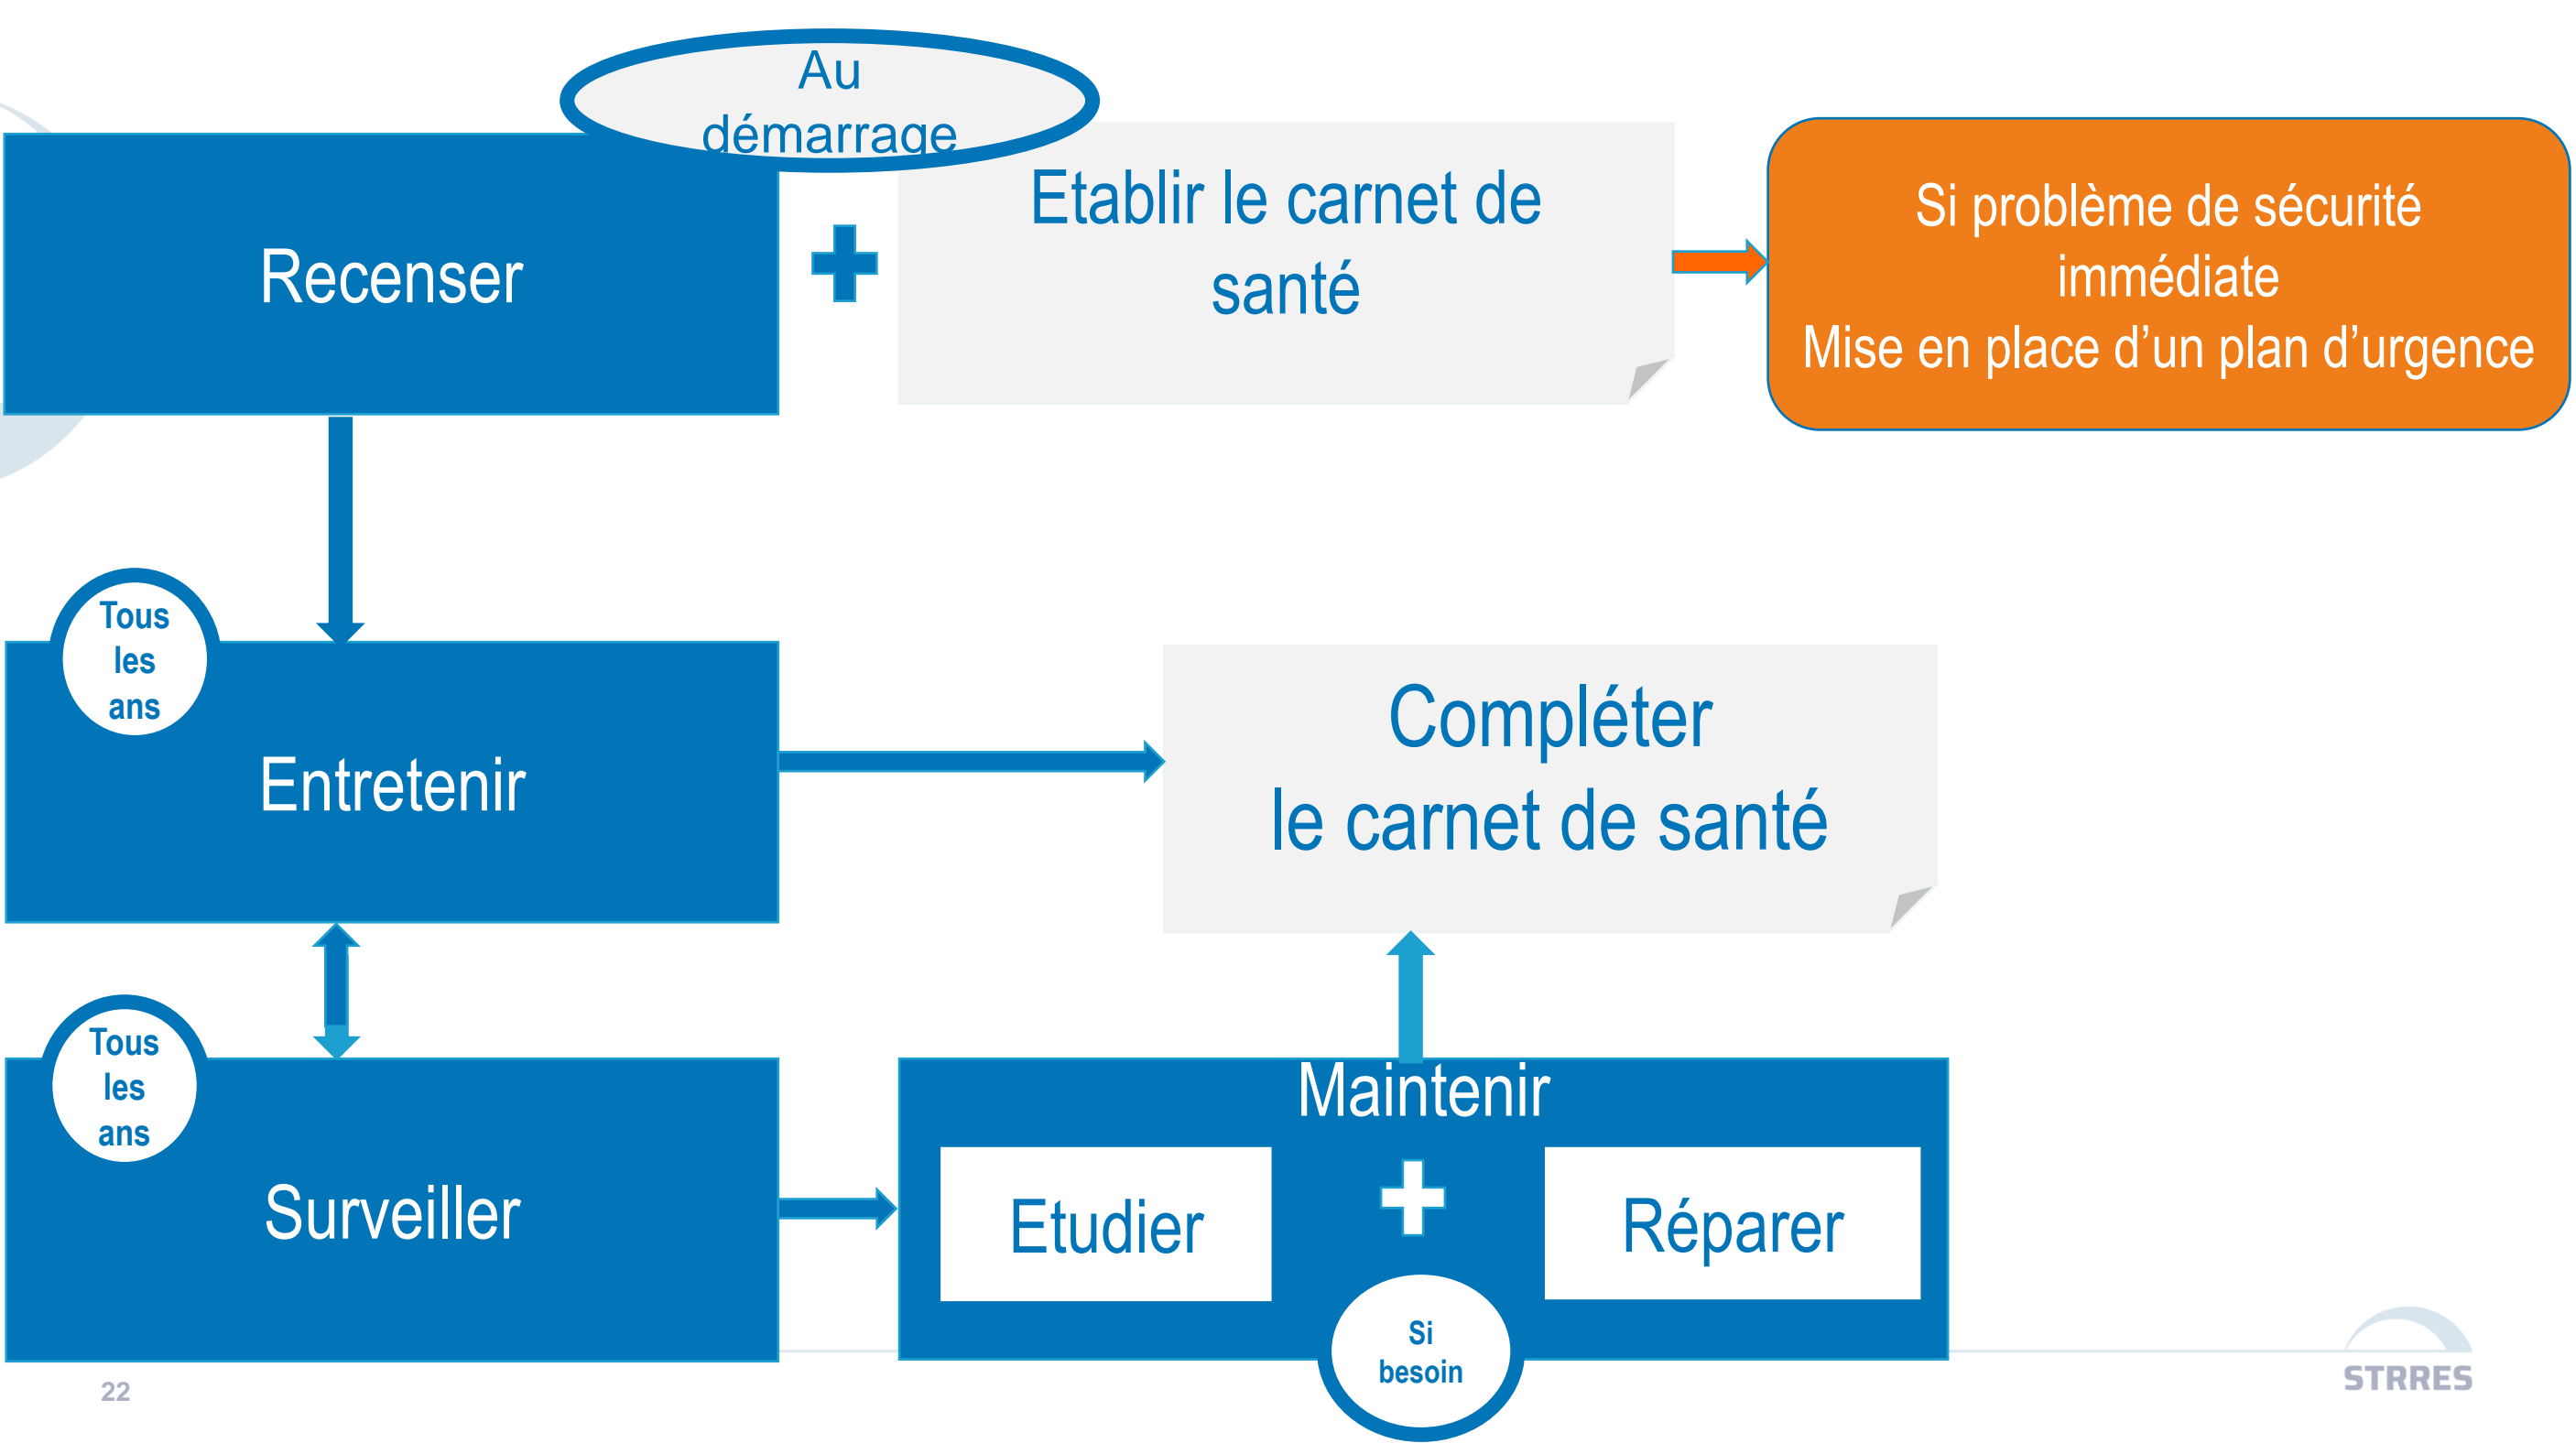 Au
démarrage
Recenser
Etablir le carnet de
santé
Si problème de sécurité
immédiate
Mise en place d’un plan d’urgence
Tous
les
ans
Entretenir
Compléter
le carnet de santé
Tous
les
ans
Surveiller
Maintenir
Etudier
Réparer
Si
besoin
22
STRRES